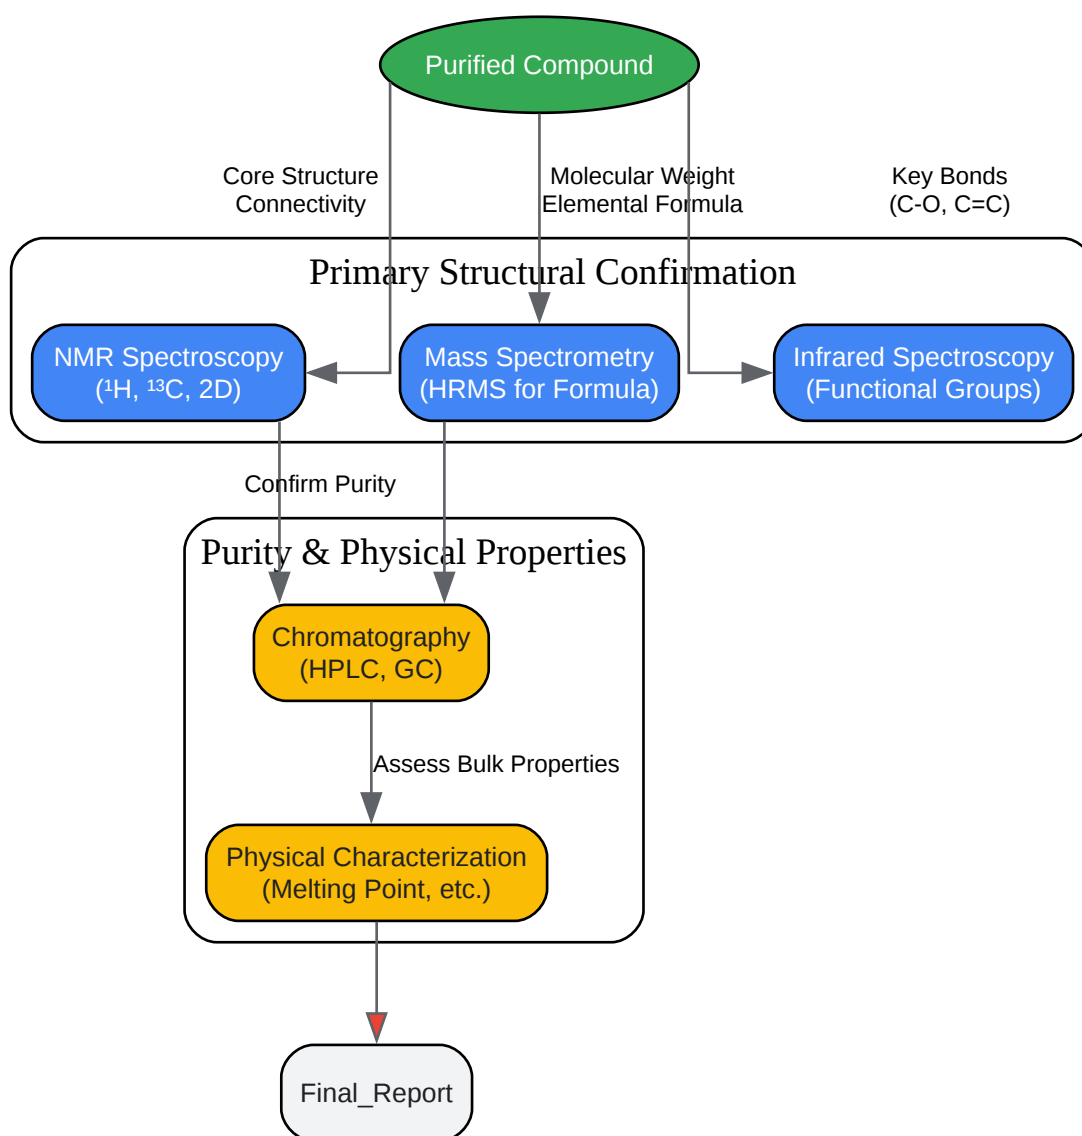 Purified Compound
Core Structure
Connectivity
Molecular Weight
Elemental Formula
Key Bonds
(C-O, C=C)
Primary Structural Confirmation
NMR Spectroscopy
(¹H, ¹³C, 2D)
Mass Spectrometry
(HRMS for Formula)
Infrared Spectroscopy
(Functional Groups)
Confirm Purity
Purity & Physical Properties
Chromatography
(HPLC, GC)
Assess Bulk Properties
Physical Characterization
(Melting Point, etc.)
Final_Report